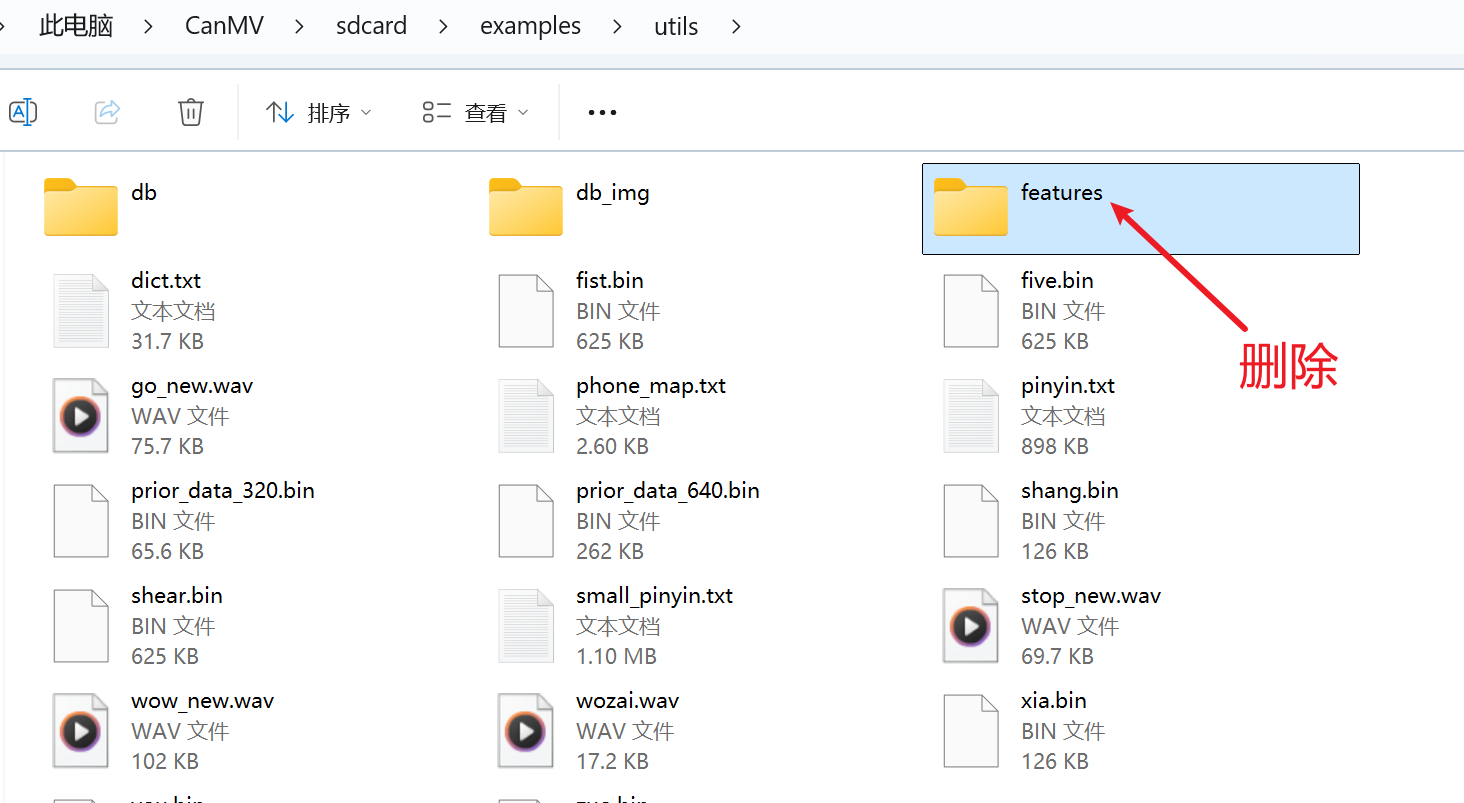 此电脑 > CanMV > sdcard > examples > utils >
排序 查看
db
db_img
features
dict.txt
文本文档
31.7 KB
fist.bin
BIN 文件
625 KB
five.bin
BIN 文件
625 KB
删除
go_new.wav
WAV 文件
75.7 KB
phone_map.txt
文本文档
2.60 KB
pinyin.txt
文本文档
898 KB
prior_data_320.bin
BIN 文件
65.6 KB
prior_data_640.bin
BIN 文件
262 KB
shang.bin
BIN 文件
126 KB
shear.bin
BIN 文件
625 KB
small_pinyin.txt
文本文档
1.10 MB
stop_new.wav
WAV 文件
69.7 KB
wow_new.wav
WAV 文件
102 KB
wozai.wav
WAV 文件
17.2 KB
xia.bin
BIN 文件
126 KB